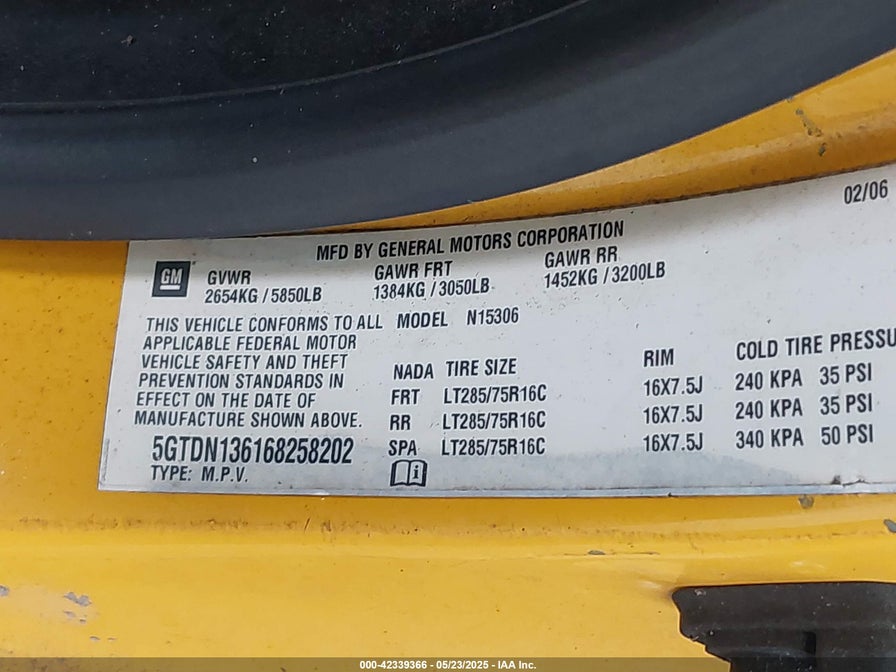 02/06
MFD BY GENERAL MOTORS CORPORATION
GM
GVWR GAWR FRT GAWR RR
2654KG / 5850LB 1384KG / 3050LB 1452KG / 3200LB
THIS VEHICLE CONFORMS TO ALL MODEL N15306
APPLICABLE FEDERAL MOTOR
VEHICLE SAFETY AND THEFT
PREVENTION STANDARDS IN
EFFECT ON THE DATE OF
MANUFACTURE SHOWN ABOVE.
NADA TIRE SIZE RIM COLD TIRE PRESSU
FRT LT285/75R16C 16X7.5J 240 KPA 35 PSI
RR LT285/75R16C 16X7.5J 240 KPA 35 PSI
SPA LT285/75R16C 16X7.5J 340 KPA 50 PSI
5GTDN136168258202
TYPE: M.P.V.
000-42339366 - 05/23/2025 - IAA Inc.